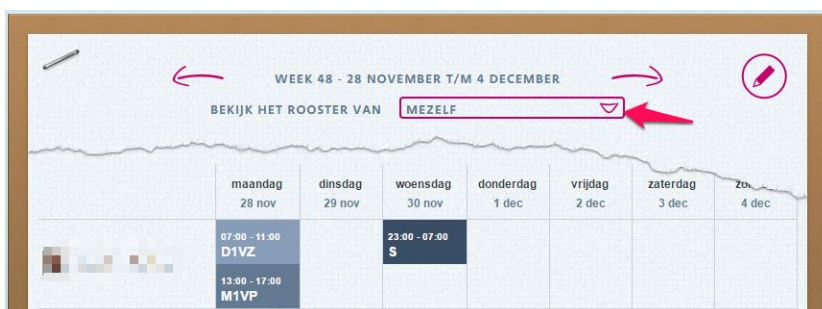 WEEK 48 - 28 NOVEMBER T/M 4 DECEMBER
BEKIJK HET ROOSTER VAN MEZELF
maandag dinsdag woensdag donderdag vrijdag zaterdag
28 nov 29 nov 30 nov 1 dec 2 dec 3 dec 4 dec
07:00 - 11:00 23:00 - 07:00
D1VZ S
13:00 - 17:00
M1VP